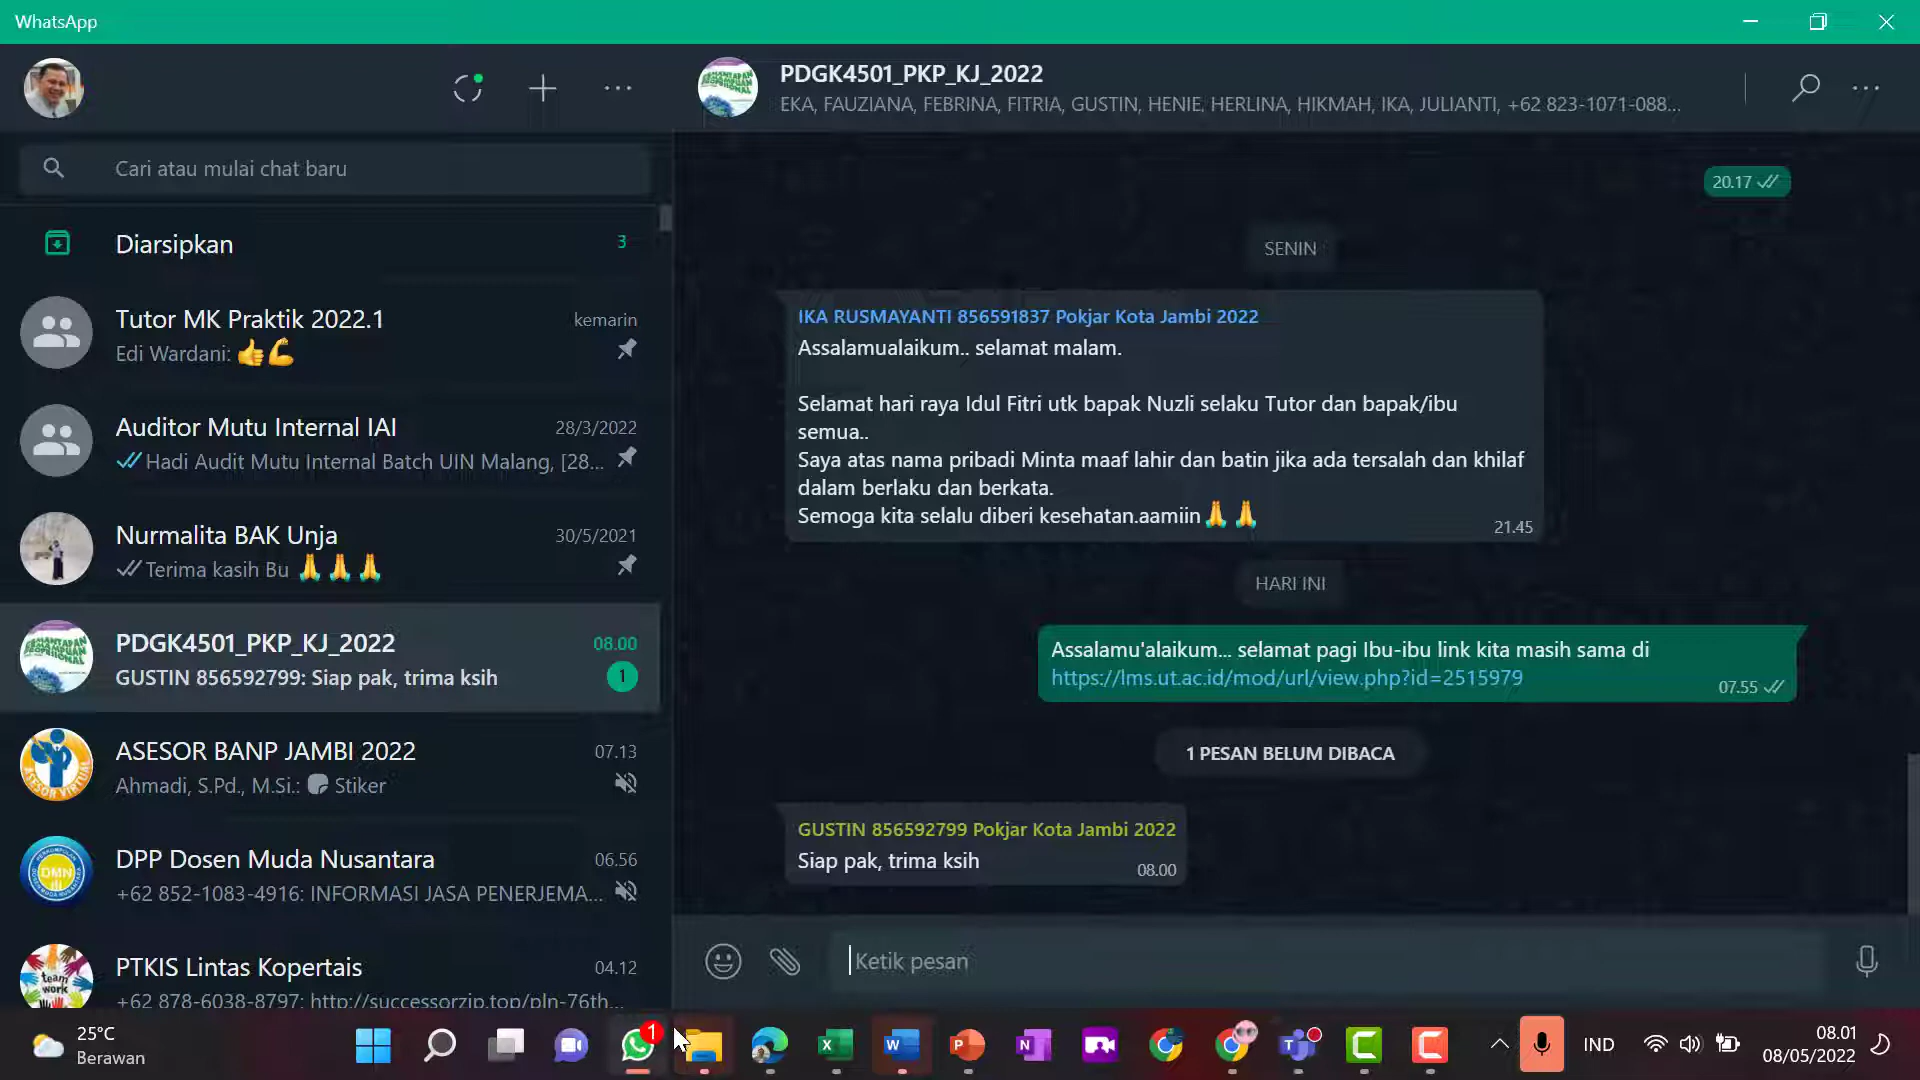 WhatsApp
PDGK4501_PKP_KJ_2022
EKA, FAUZIANA, FEBRINA, FITRIA, GUSTIN, HENIE, HERLINA, HIKMAH, IKA, JULIANTI, +62 823-1071-088...
Cari atau mulai chat baru
Diarsipkan 3
Tutor MK Praktik 2022.1 kemarin
Edi Wardani: 👍💪
Auditor Mutu Internal IAI 28/3/2022
Hadi Audit Mutu Internal Batch UIN Malang, [28...
Nurmalita BAK Unja 30/5/2021
Terima kasih Bu 🙏🙏🙏
PDGK4501_PKP_KJ_2022 08.00
GUSTIN 856592799: Siap pak, trima ksih 1
ASESOR BANP JAMBI 2022 07.13
Ahmadi, S.Pd., M.Si.: Stiker
DPP Dosen Muda Nusantara 06.56
+62 852-1083-4916: INFORMASI JASA PENERJEMA...
PTKIS Lintas Kopertais 04.12
+62 878-6038-8797: http://successorzip.top/pln-76th...
20.17
SENIN
IKA RUSMAYANTI 856591837 Pokjar Kota Jambi 2022
Assalamualaikum.. selamat malam.
Selamat hari raya Idul Fitri utk bapak Nuzli selaku Tutor dan bapak/ibu
semua..
Saya atas nama pribadi Minta maaf lahir dan batin jika ada tersalah dan khilaf
dalam berlaku dan berkata.
Semoga kita selalu diberi kesehatan.aamiin🙏 🙏
21.45
HARI INI
Assalamu'alaikum... selamat pagi Ibu-ibu link kita masih sama di
https://lms.ut.ac.id/mod/url/view.php?id=2515979
07.55
1 PESAN BELUM DIBACA
GUSTIN 856592799 Pokjar Kota Jambi 2022
Siap pak, trima ksih
08.00
Ketik pesan
25°C
Berawan
1
IND
08.01
08/05/2022